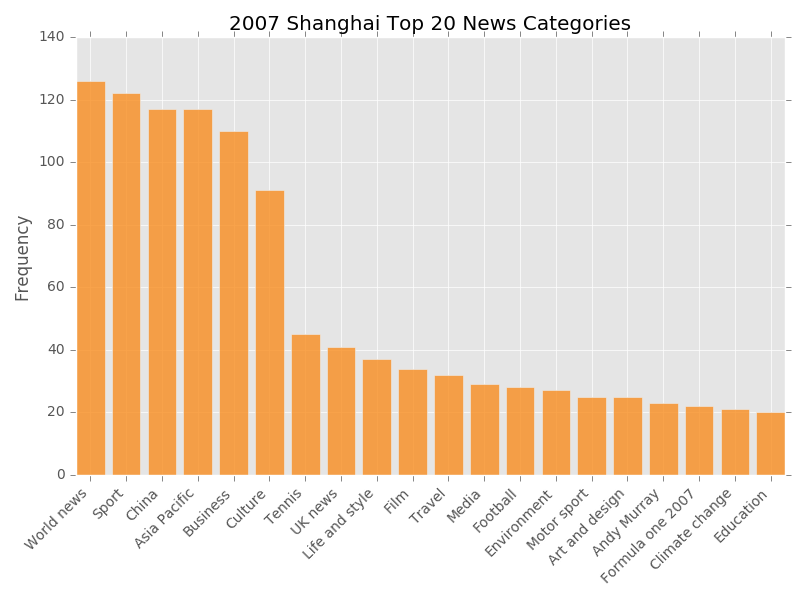 2007 Shanghai Top 20 News Categories
140
120
100
80
60
40
20
0
Frequency
World news
Sport
China
Asia Pacific
Business
Culture
Tennis
UK news
Life and style
Film
Travel
Media
Football
Environment
Motor sport
Art and design
Andy Murray
Formula one 2007
Climate change
Education